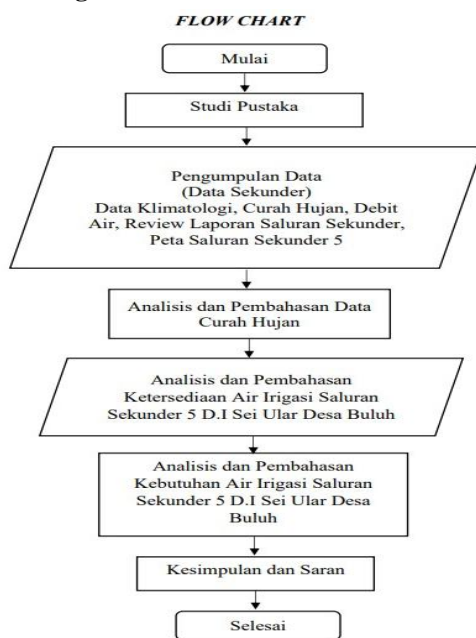 FLOW CHART
Mulai
Studi Pustaka
Pengumpulan Data
(Data Sekunder)
Data Klimatologi, Curah Hujan, Debit
Air, Review Laporan Saluran Sekunder,
Peta Saluran Sekunder 5
Analisis dan Pembahasan Data
Curah Hujan
Analisis dan Pembahasan
Ketersediaan Air Irigasi Saluran
Sekunder 5 D.I Sei Ular Desa Buluh
Analisis dan Pembahasan
Kebutuhan Air Irigasi Saluran
Sekunder 5 D.I Sei Ular Desa
Buluh
Kesimpulan dan Saran
Selesai